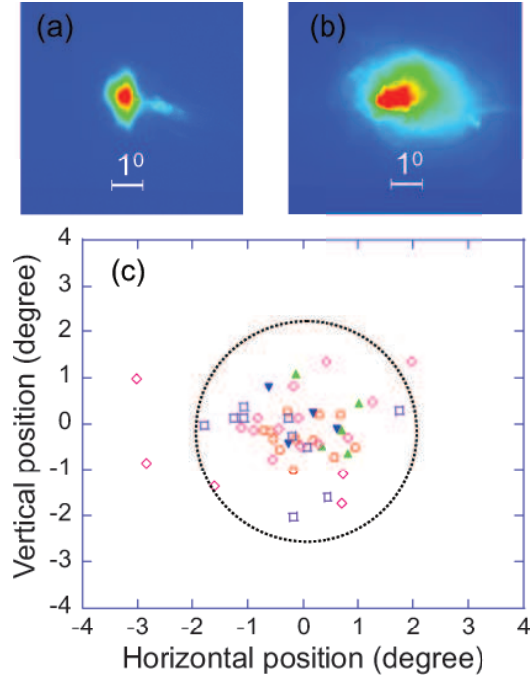 (a) (b)
1⁰ 1⁰
(c)
4
3
2
1
0
-1
-2
-3
-4
Vertical position (degree)
-4 -3 -2 -1 0 1 2 3 4
Horizontal position (degree)